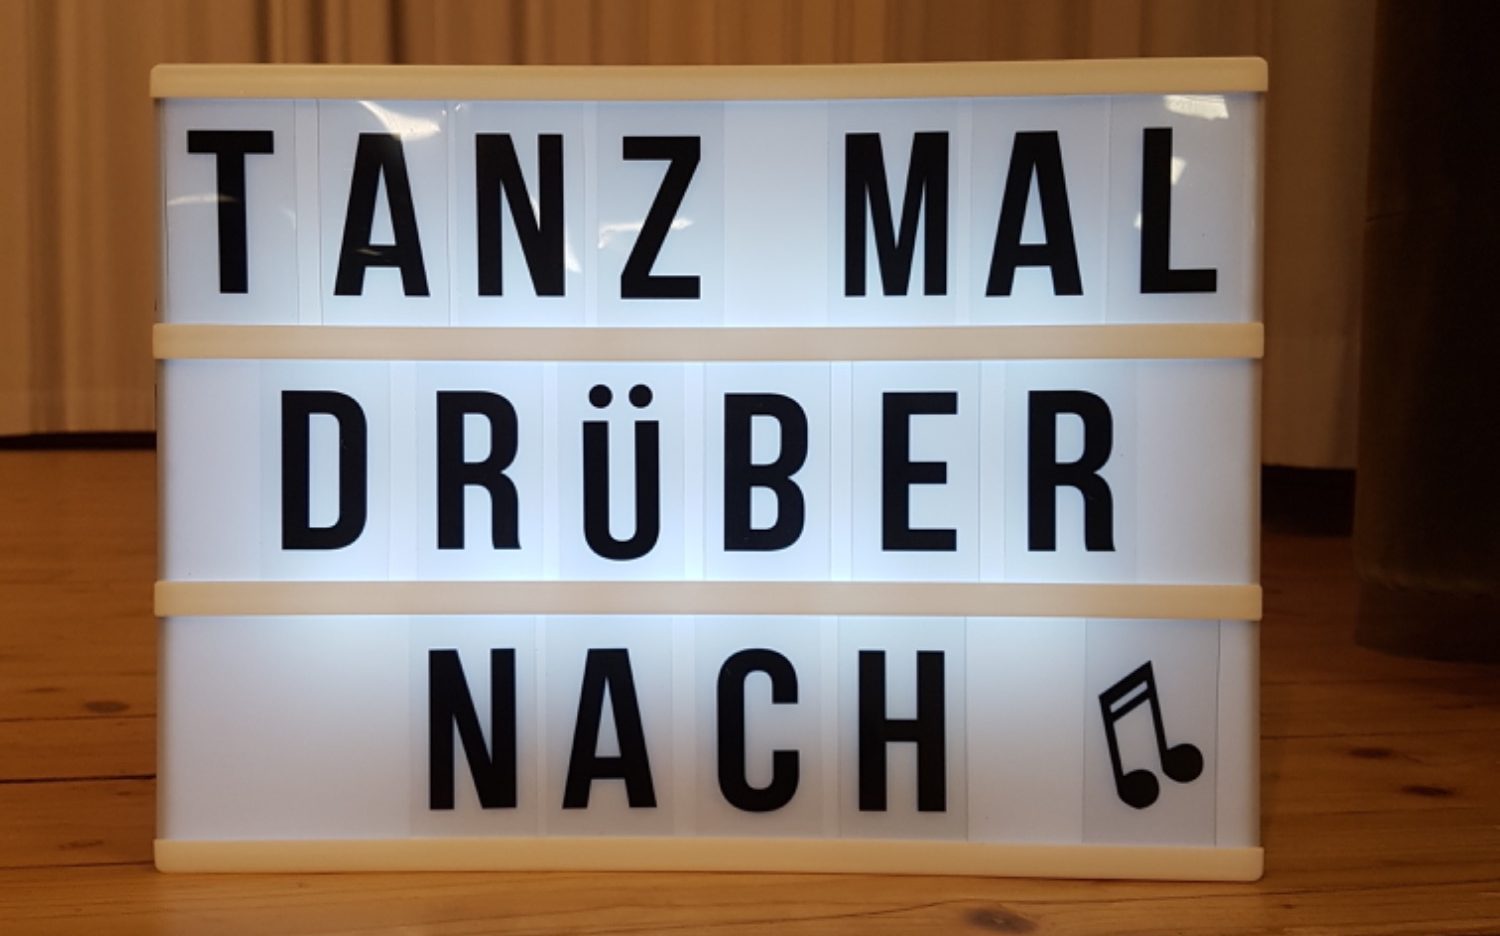 TANZ MAL
DRÜBER
NACH ♫